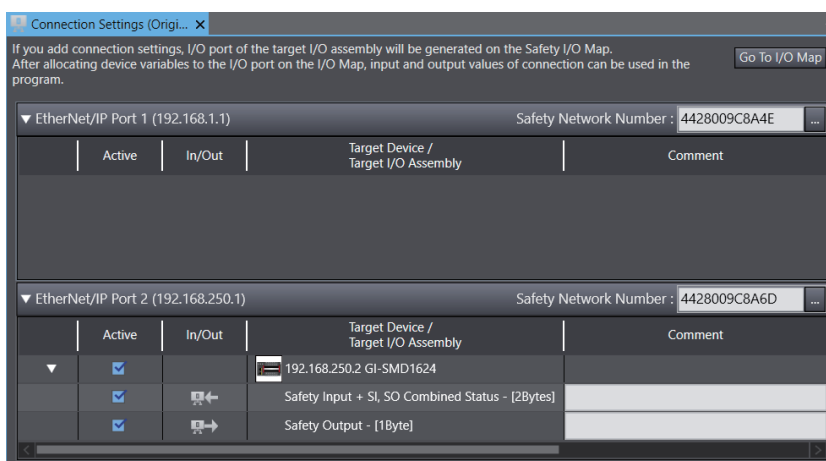 Connection Settings (Origi... X
If you add connection settings, I/O port of the target I/O assembly will be generated on the Safety I/O Map.
After allocating device variables to the I/O port on the I/O Map, input and output values of connection can be used in the
program.
Go To I/O Map
EtherNet/IP Port 1 (192.168.1.1)
Safety Network Number : 4428009C8A4E ...
Active In/Out Target Device /
Target I/O Assembly
Comment
EtherNet/IP Port 2 (192.168.250.1)
Safety Network Number : 4428009C8A6D ...
Active In/Out Target Device /
Target I/O Assembly
Comment
192.168.250.2 GI-SMD1624
Safety Input + SI, SO Combined Status - [2Bytes]
Safety Output - [1Byte]